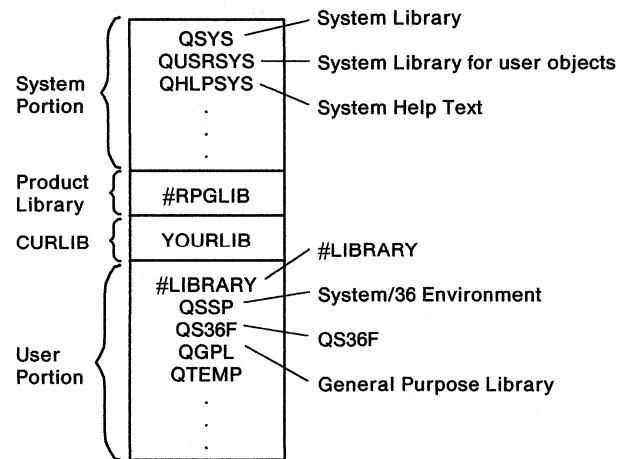 System Library
QSYS
QUSRSYS
System Library for user objects
QHLPSYS
System Help Text
System
Portion
.
.
.
Product
Library
#RPGLIB
CURLIB
YOURLIB
#LIBRARY
#LIBRARY
QSSP
System/36 Environment
QS36F
QS36F
QGPL
General Purpose Library
QTEMP
User
Portion
.
.
.